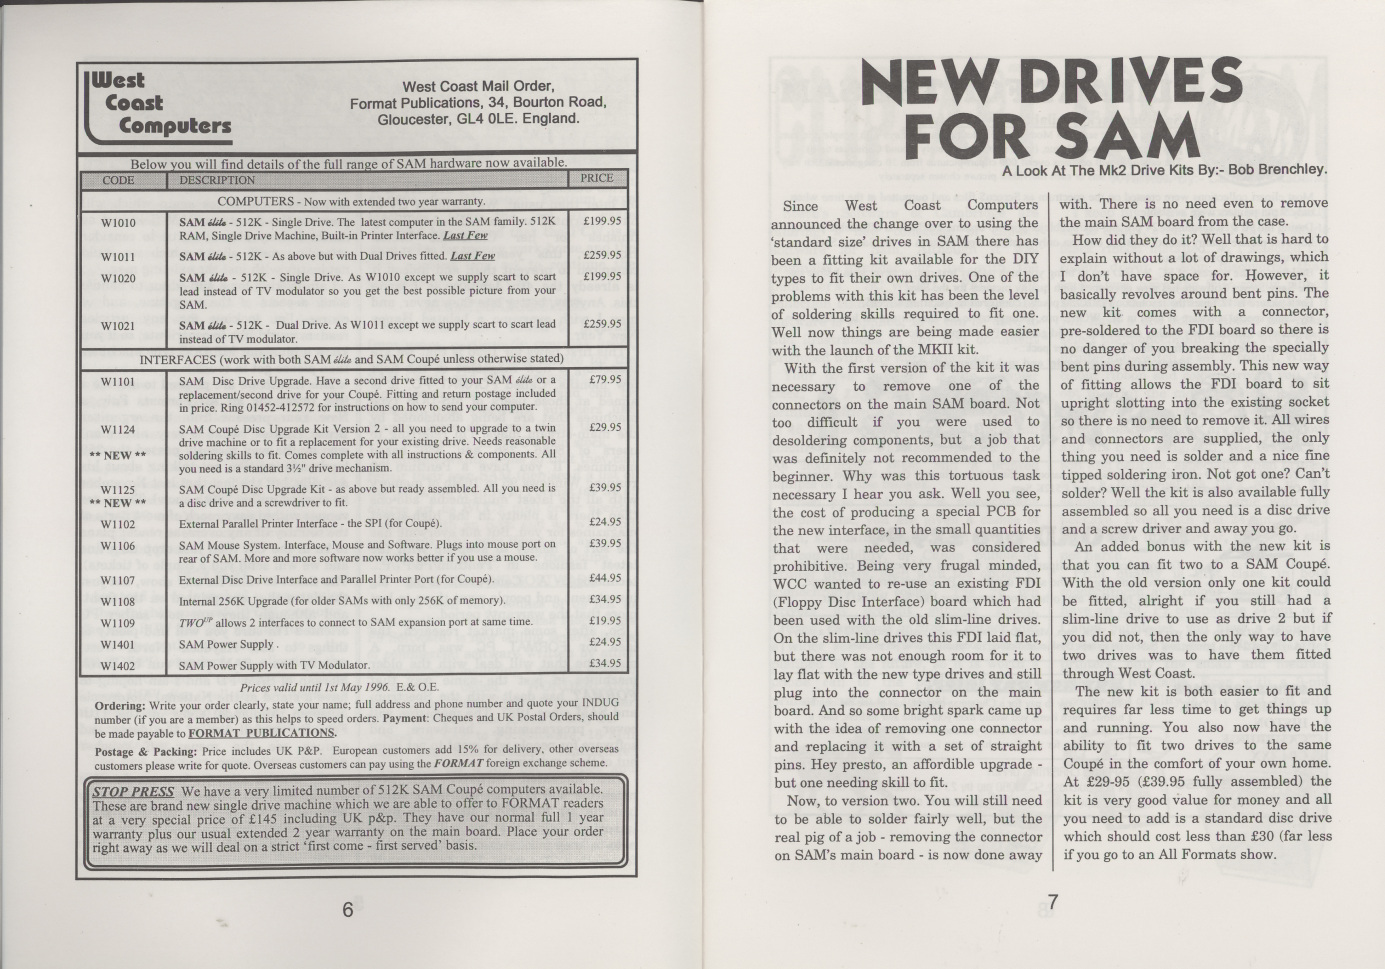 West
Coast
Computers
West Coast Mail Order,
Format Publications, 34, Bourton Road,
Gloucester, GL4 0LE. England.
Below you will find details of the full range of SAM hardware now available.
CODE DESCRIPTION PRICE
COMPUTERS - Now with extended two year warranty.
W1010 SAM élite - 512K - Single Drive. The latest computer in the SAM family. 512K £199.95
RAM, Single Drive Machine, Built-in Printer Interface. Last Few
W1011 SAM élite - 512K - As above but with Dual Drives fitted. Last Few £259.95
W1020 SAM élite - 512K - Single Drive. As W1010 except we supply scart to scart £199.95
lead instead of TV modulator so you get the best possible picture from your
SAM.
W1021 SAM élite - 512K - Dual Drive. As W1011 except we supply scart to scart lead £259.95
instead of TV modulator.
INTERFACES (work with both SAM élite and SAM Coupé unless otherwise stated)
W1101 SAM Disc Drive Upgrade. Have a second drive fitted to your SAM élite or a £79.95
replacement/second drive for your Coupé. Fitting and return postage included
in price. Ring 01452-412572 for instructions on how to send your computer.
W1124 SAM Coupé Disc Upgrade Kit Version 2 - all you need to upgrade to a twin £29.95
drive machine or to fit a replacement for your existing drive. Needs reasonable
** NEW ** soldering skills to fit. Comes complete with all instructions & components. All
you need is a standard 3½" drive mechanism.
W1125 SAM Coupé Disc Upgrade Kit - as above but ready assembled. All you need is £39.95
** NEW ** a disc drive and a screwdriver to fit.
W1102 External Parallel Printer Interface - the SPI (for Coupé). £24.95
W1106 SAM Mouse System. Interface, Mouse and Software. Plugs into mouse port on £39.95
rear of SAM. More and more software now works better if you use a mouse.
W1107 External Disc Drive Interface and Parallel Printer Port (for Coupé). £44.95
W1108 Internal 256K Upgrade (for older SAMs with only 256K of memory). £34.95
W1109 TWOUP allows 2 interfaces to connect to SAM expansion port at same time. £19.95
W1401 SAM Power Supply . £24.95
W1402 SAM Power Supply with TV Modulator. £34.95
Prices valid until 1st May 1996. E.& O.E.
Ordering: Write your order clearly, state your name; full address and phone number and quote your INDUG
number (if you are a member) as this helps to speed orders. Payment: Cheques and UK Postal Orders, should
be made payable to FORMAT PUBLICATIONS.
Postage & Packing: Price includes UK P&P. European customers add 15% for delivery, other overseas
customers please write for quote. Overseas customers can pay using the FORMAT foreign exchange scheme.
STOP PRESS We have a very limited number of 512K SAM Coupé computers available.
These are brand new single drive machine which we are able to offer to FORMAT readers
at a very special price of £145 including UK p&p. They have our normal full 1 year
warranty plus our usual extended 2 year warranty on the main board. Place your order
right away as we will deal on a strict 'first come - first served' basis.
6
NEW DRIVES
FOR SAM
A Look At The Mk2 Drive Kits By:- Bob Brenchley.
Since West Coast Computers
announced the change over to using the
'standard size' drives in SAM there has
been a fitting kit available for the DIY
types to fit their own drives. One of the
problems with this kit has been the level
of soldering skills required to fit one.
Well now things are being made easier
with the launch of the MKII kit.
With the first version of the kit it was
necessary to remove one of the
connectors on the main SAM board. Not
too difficult if you were used to
desoldering components, but a job that
was definitely not recommended to the
beginner. Why was this tortuous task
necessary I hear you ask. Well you see,
the cost of producing a special PCB for
the new interface, in the small quantities
that were needed, was considered
prohibitive. Being very frugal minded,
WCC wanted to re-use an existing FDI
(Floppy Disc Interface) board which had
been used with the old slim-line drives.
On the slim-line drives this FDI laid flat,
but there was not enough room for it to
lay flat with the new type drives and still
plug into the connector on the main
board. And so some bright spark came up
with the idea of removing one connector
and replacing it with a set of straight
pins. Hey presto, an affordible upgrade -
but one needing skill to fit.
Now, to version two. You will still need
to be able to solder fairly well, but the
real pig of a job - removing the connector
on SAM's main board - is now done away
with. There is no need even to remove
the main SAM board from the case.
How did they do it? Well that is hard to
explain without a lot of drawings, which
I don't have space for. However, it
basically revolves around bent pins. The
new kit comes with a connector,
pre-soldered to the FDI board so there is
no danger of you breaking the specially
bent pins during assembly. This new way
of fitting allows the FDI board to sit
upright slotting into the existing socket
so there is no need to remove it. All wires
and connectors are supplied, the only
thing you need is solder and a nice fine
tipped soldering iron. Not got one? Can't
solder? Well the kit is also available fully
assembled so all you need is a disc drive
and a screw driver and away you go.
An added bonus with the new kit is
that you can fit two to a SAM Coupé.
With the old version only one kit could
be fitted, alright if you still had a
slim-line drive to use as drive 2 but if
you did not, then the only way to have
two drives was to have them fitted
through West Coast.
The new kit is both easier to fit and
requires far less time to get things up
and running. You also now have the
ability to fit two drives to the same
Coupé in the comfort of your own home.
At £29-95 (£39.95 fully assembled) the
kit is very good value for money and all
you need to add is a standard disc drive
which should cost less than £30 (far less
if you go to an All Formats show.
7